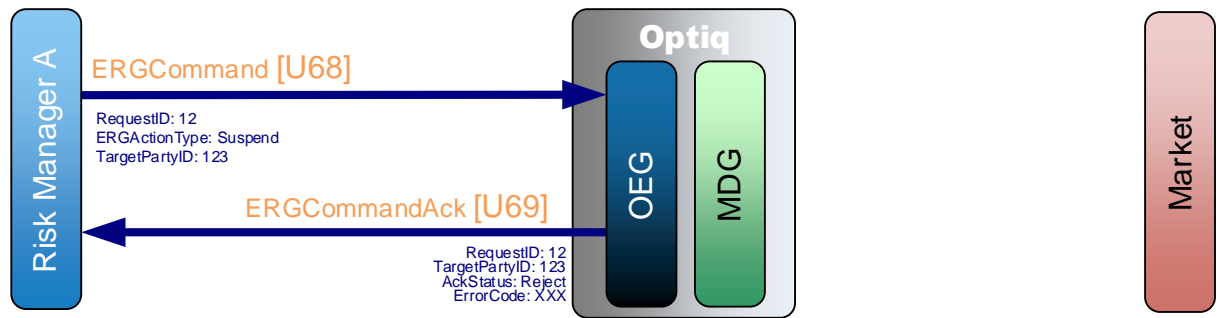 Risk Manager A
ERGCommand [U68]
RequestID: 12
ERGActionType: Suspend
TargetPartyID: 123
ERGCommandAck [U69]
RequestID: 12
TargetPartyID: 123
AckStatus: Reject
ErrorCode: XXX
Optiq
OEG
MDG
Market